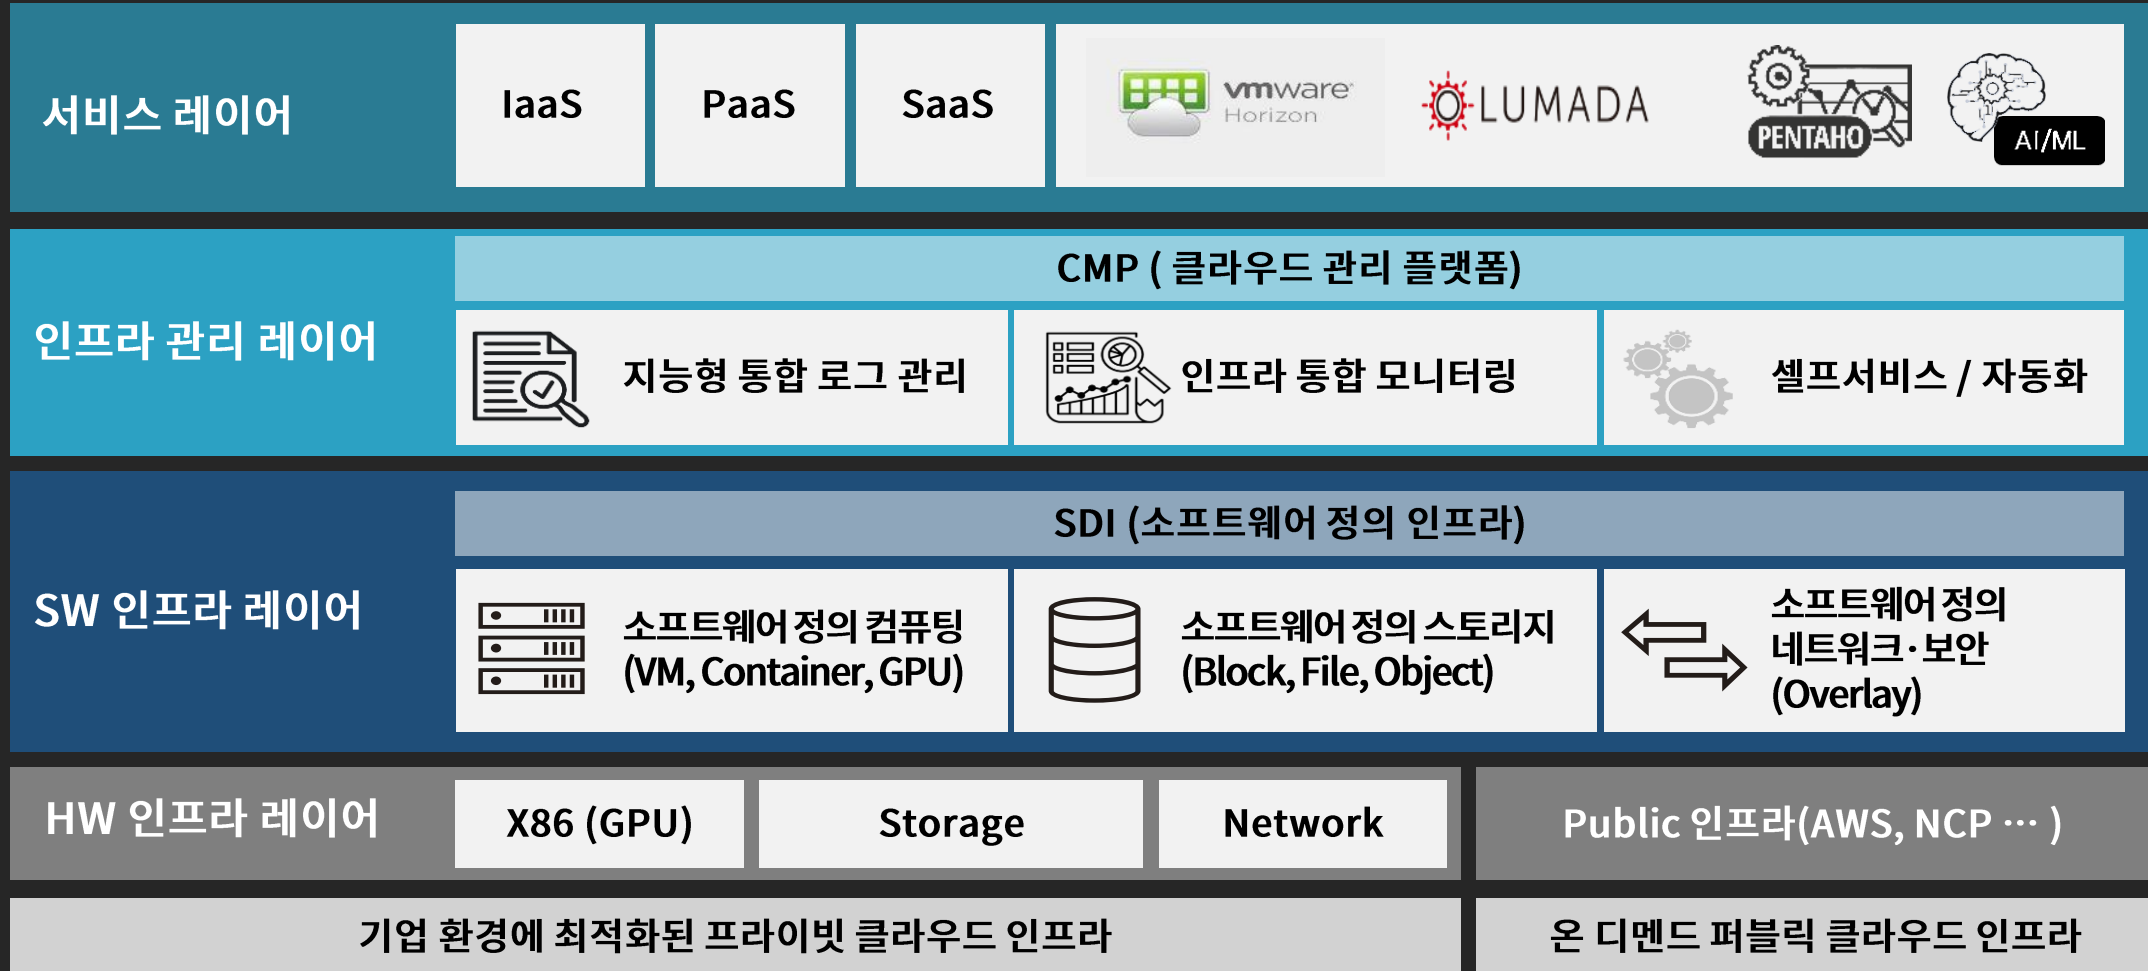 서비스 레이어
IaaS
PaaS
SaaS
vmware
Horizon
LUMADA
PENTAHO
AI/ML
인프라 관리 레이어
CMP ( 클라우드 관리 플랫폼)
지능형 통합 로그 관리
인프라 통합 모니터링
셀프서비스 / 자동화
SW 인프라 레이어
SDI (소프트웨어 정의 인프라)
소프트웨어 정의 컴퓨팅
(VM, Container, GPU)
소프트웨어 정의 스토리지
(Block, File, Object)
소프트웨어 정의
네트워크·보안
(Overlay)
HW 인프라 레이어
X86 (GPU)
Storage
Network
Public 인프라(AWS, NCP ··· )
기업 환경에 최적화된 프라이빗 클라우드 인프라
온 디멘드 퍼블릭 클라우드 인프라